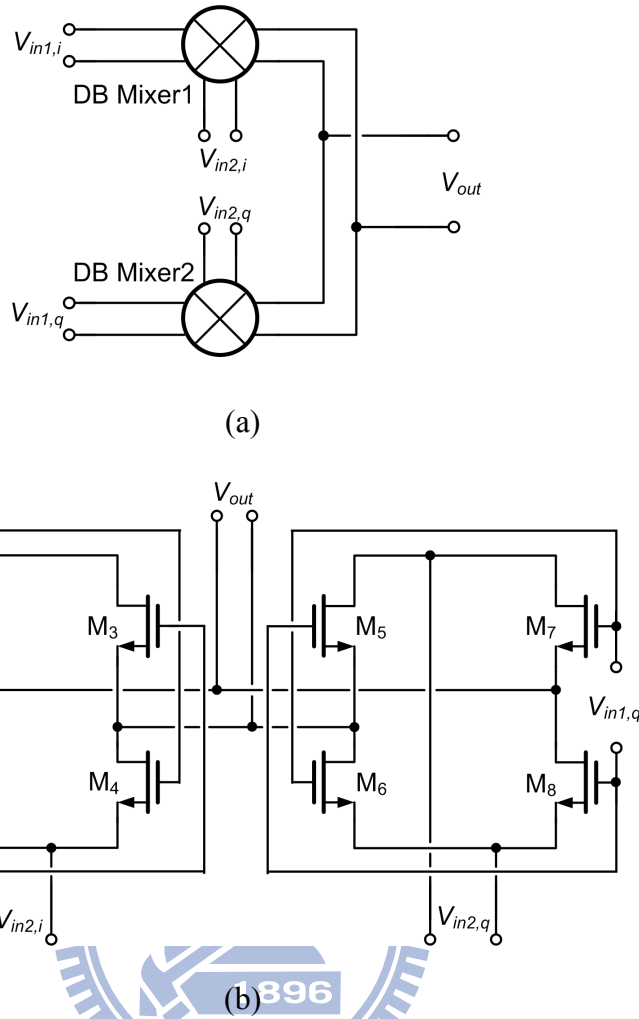 V_in1,i
DB Mixer1
V_in2,i
V_out
V_in2,q
DB Mixer2
V_in1,q
(a)
V_out
M3
M5
M7
V_in1,q
M4
M6
M8
V_in2,i
V_in2,q
(b)
1896